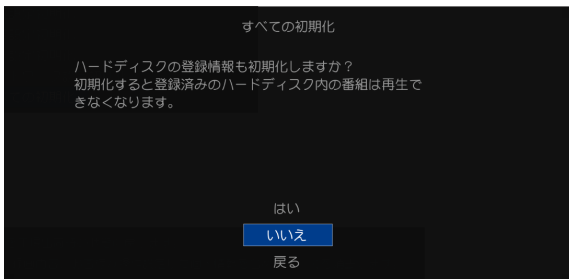 すべての初期化
ハードディスクの登録情報も初期化しますか？
初期化すると登録済みのハードディスク内の番組は再生で
きなくなります。
はい
いいえ
戻る